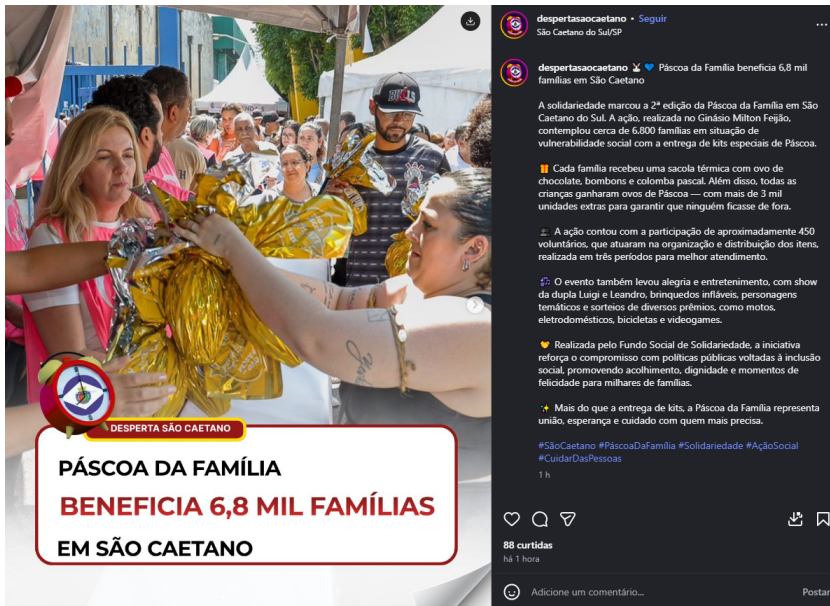 BULLS
DESPERTA SÃO CAETANO
PÁSCOA DA FAMÍLIA
BENEFICIA 6,8 MIL FAMÍLIAS
EM SÃO CAETANO
despertasaocaetano • Seguir
São Caetano do Sul/SP
despertasaocaetano 🐰 💙 Páscoa da Família beneficia 6,8 mil
famílias em São Caetano
A solidariedade marcou a 2ª edição da Páscoa da Família em São
Caetano do Sul. A ação, realizada no Ginásio Milton Feijão,
contemplou cerca de 6.800 famílias em situação de
vulnerabilidade social com a entrega de kits especiais de Páscoa.
🎁 Cada família recebeu uma sacola térmica com ovo de
chocolate, bombons e colomba pascal. Além disso, todas as
crianças ganharam ovos de Páscoa — com mais de 3 mil
unidades extras para garantir que ninguém ficasse de fora.
👥 A ação contou com a participação de aproximadamente 450
voluntários, que atuaram na organização e distribuição dos itens,
realizada em três períodos para melhor atendimento.
🎶 O evento também levou alegria e entretenimento, com show
da dupla Luigi e Leandro, brinquedos infláveis, personagens
temáticos e sorteios de diversos prêmios, como motos,
eletrodomésticos, bicicletas e videogames.
🧡 Realizada pelo Fundo Social de Solidariedade, a iniciativa
reforça o compromisso com políticas públicas voltadas à inclusão
social, promovendo acolhimento, dignidade e momentos de
felicidade para milhares de famílias.
✨ Mais do que a entrega de kits, a Páscoa da Família representa
união, esperança e cuidado com quem mais precisa.
#SãoCaetano #PáscoaDaFamília #Solidariedade #AçãoSocial
#CuidarDasPessoas
1 h
88 curtidas
há 1 hora
Adicione um comentário...
Postar